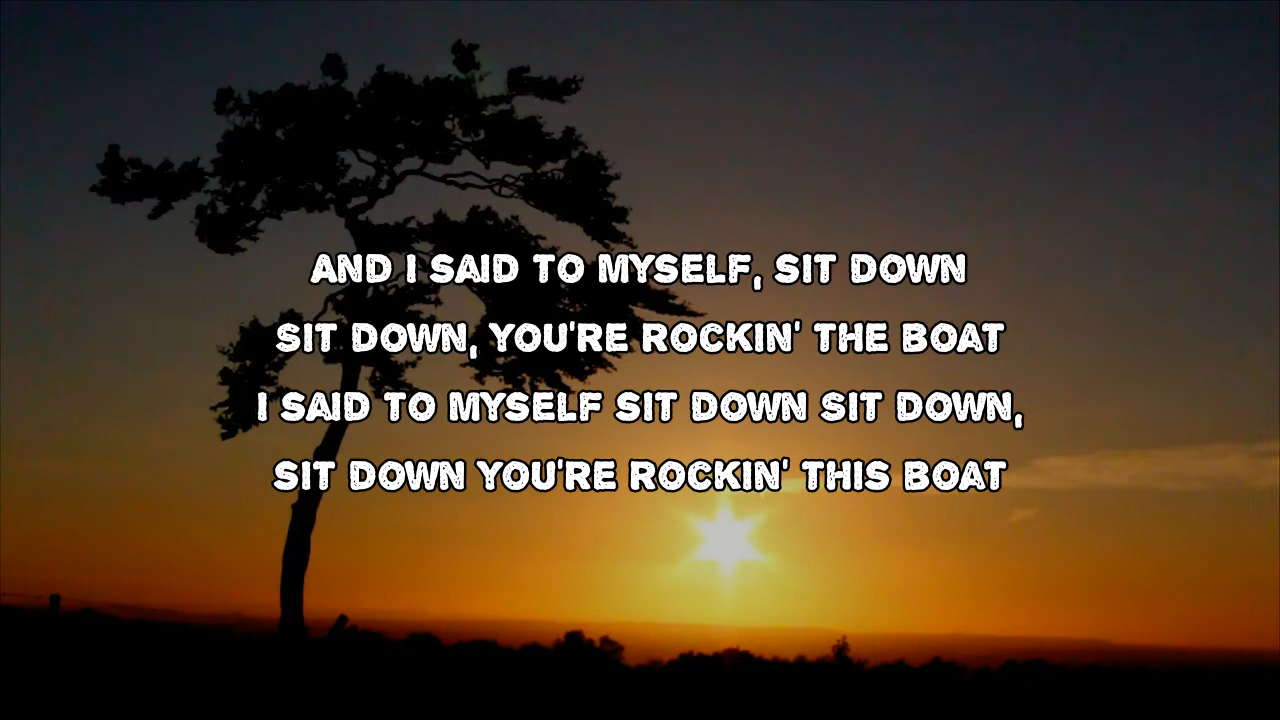 AND I SAID TO MYSELF, SIT DOWN
SIT DOWN, YOU'RE ROCKIN' THE BOAT
I SAID TO MYSELF SIT DOWN SIT DOWN,
SIT DOWN YOU'RE ROCKIN' THIS BOAT